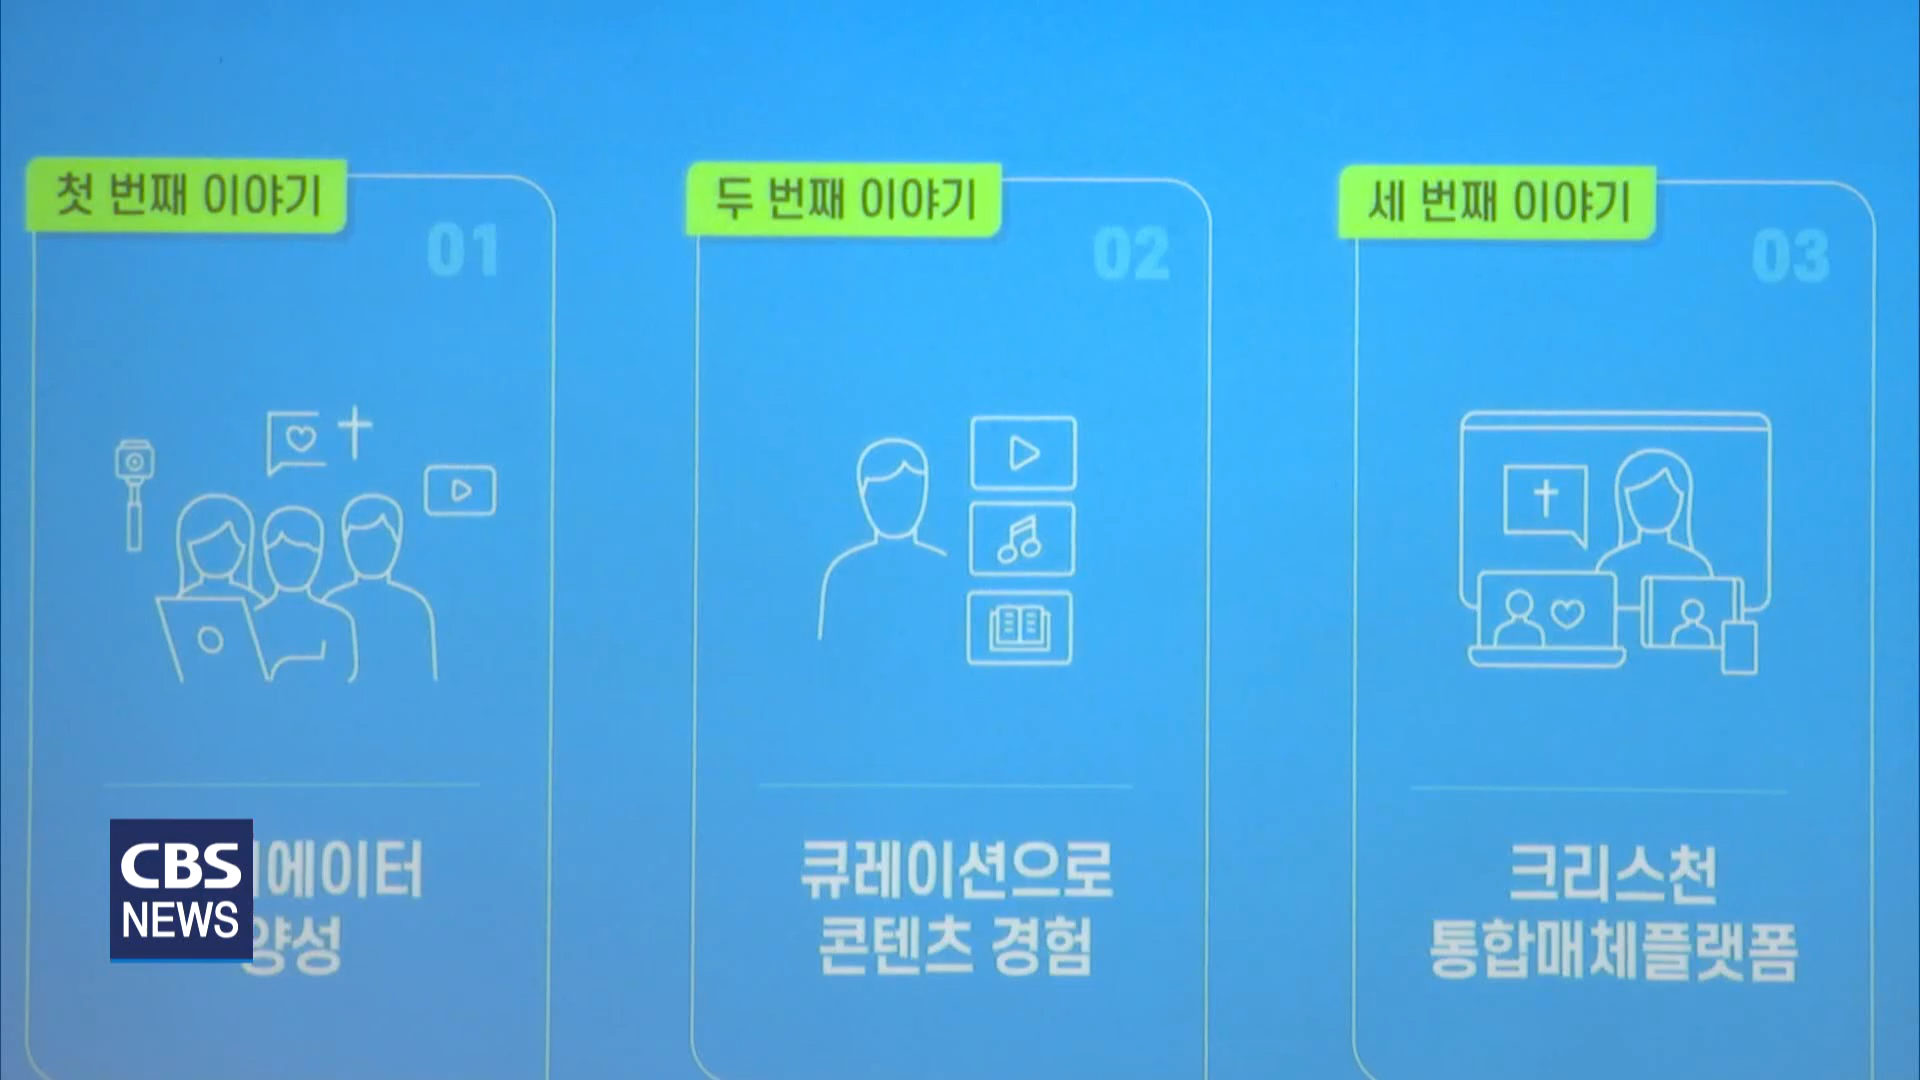 첫 번째 이야기
01
에이터
양성
두 번째 이야기
02
큐레이션으로
콘텐츠 경험
세 번째 이야기
03
크리스천
통합매체플랫폼
CBS
NEWS